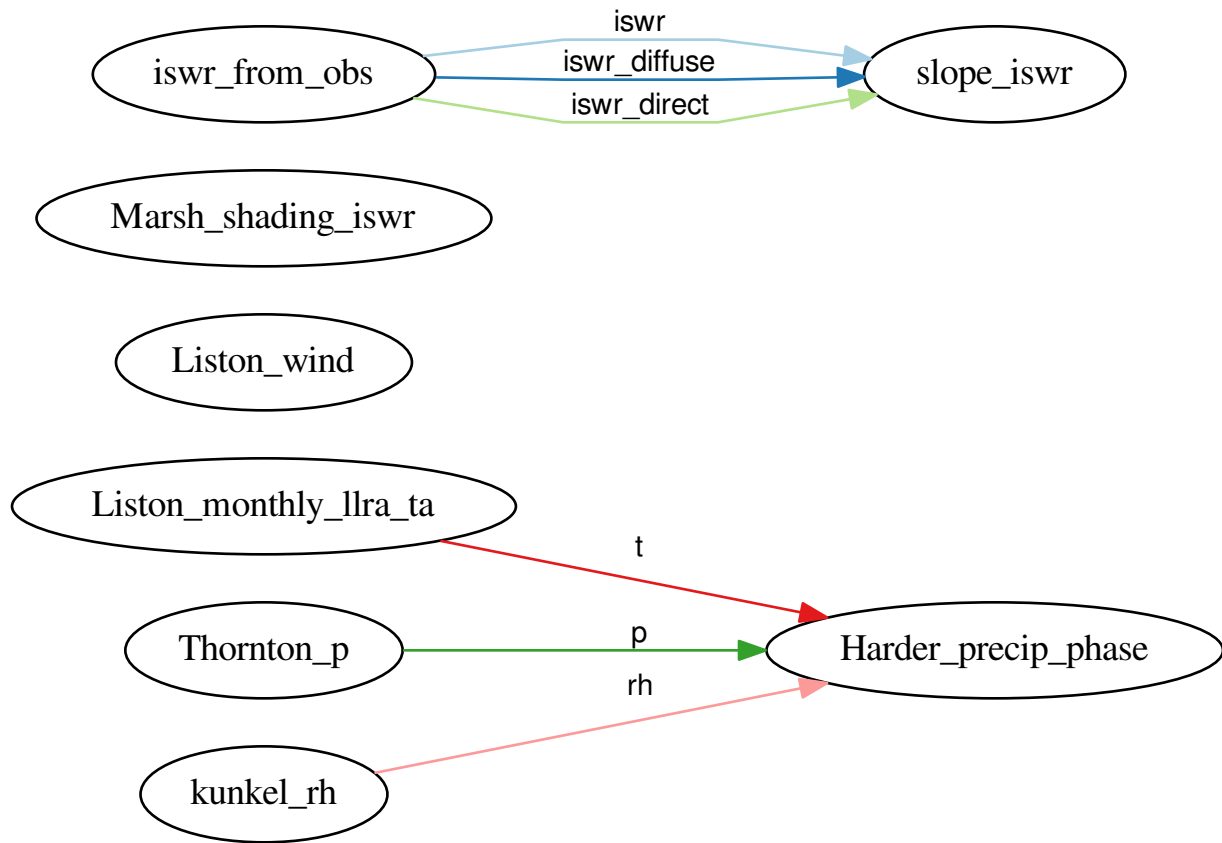 iswr
iswr_from_obs
iswr_diffuse
slope_iswr
iswr_direct
Marsh_shading_iswr
Liston_wind
Liston_monthly_llra_ta
t
Thornton_p
p
Harder_precip_phase
rh
kunkel_rh